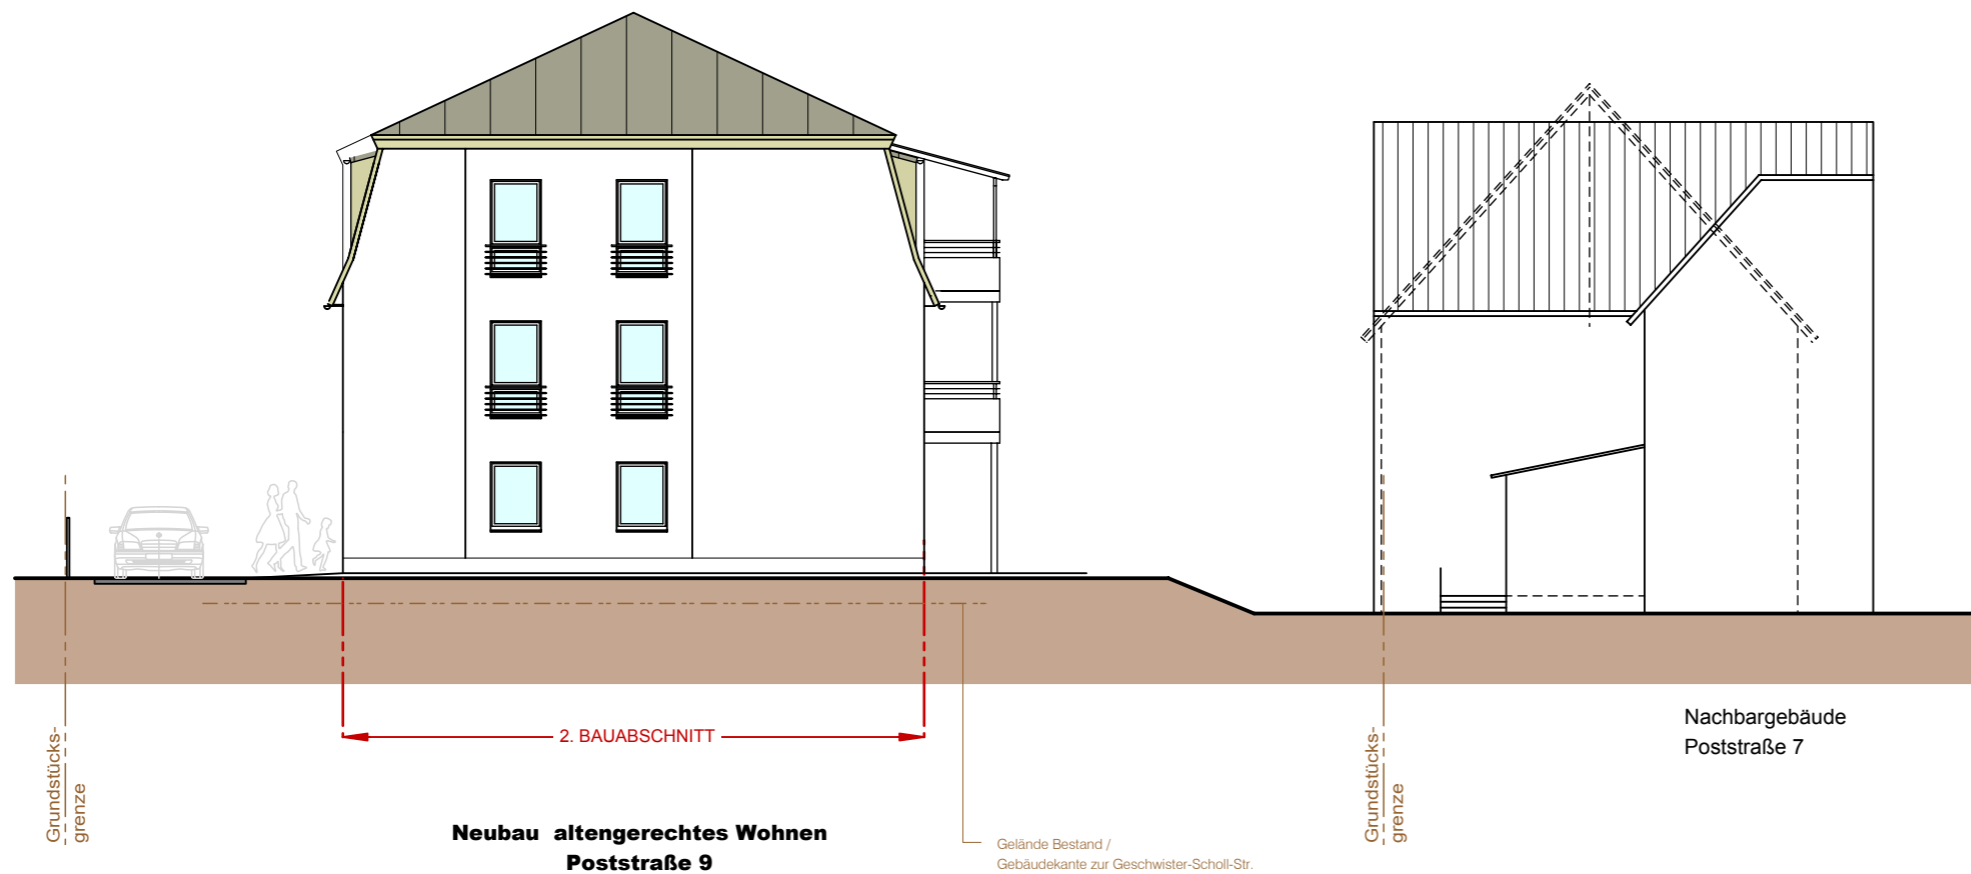 2. BAUABSCHNITT
Nachbargebäude
Poststraße 7
Grundstücks-
grenze
Grundstücks-
grenze
Neubau altengerechtes Wohnen
Poststraße 9
Gelände Bestand /
Gebäudekante zur Geschwister-Scholl-Str.